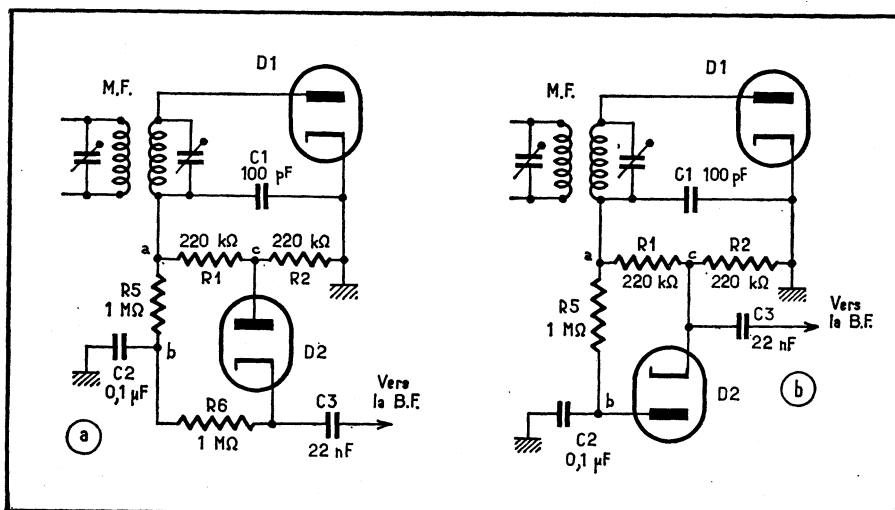 D1
M.F.
C1
100 pF
a
220 kΩ
c
220 kΩ
R1
R2
R5
1 MΩ
b
C2
0,1 µF
D2
R6
1 MΩ
C3
22 nF
Vers
la B.F.
a
D1
M.F.
C1 100 pF
a
R1
c
R2
220 kΩ
220 kΩ
R5
1 MΩ
C3
22 nF
Vers
la B.F.
b
D2
C2
0,1 µF
b